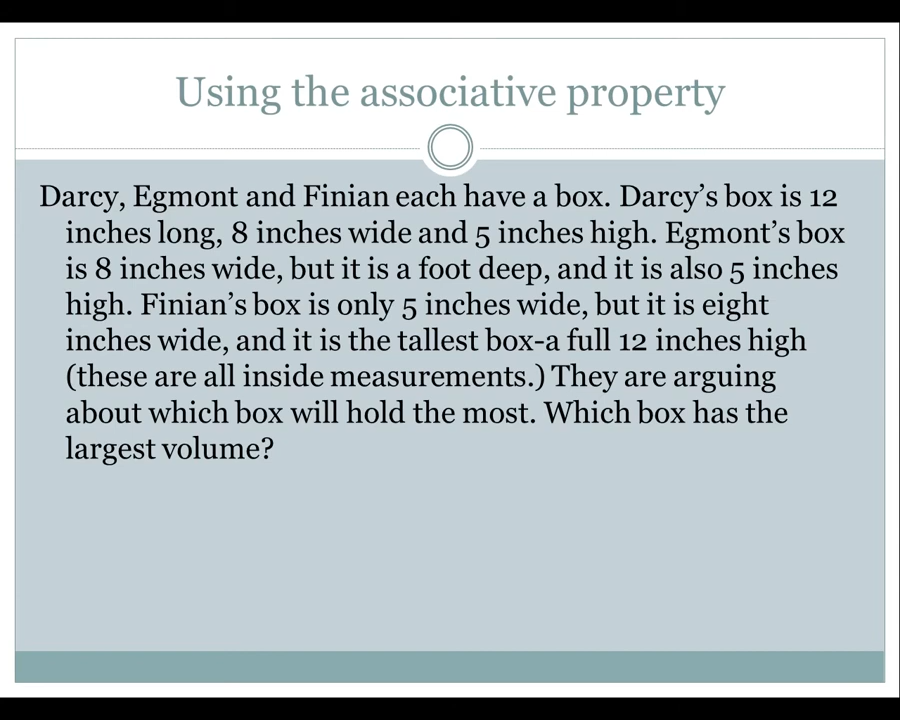 Using the associative property
Darcy, Egmont and Finian each have a box. Darcy’s box is 12
inches long, 8 inches wide and 5 inches high. Egmont’s box
is 8 inches wide, but it is a foot deep, and it is also 5 inches
high. Finian’s box is only 5 inches wide, but it is eight
inches wide, and it is the tallest box-a full 12 inches high
(these are all inside measurements.) They are arguing
about which box will hold the most. Which box has the
largest volume?